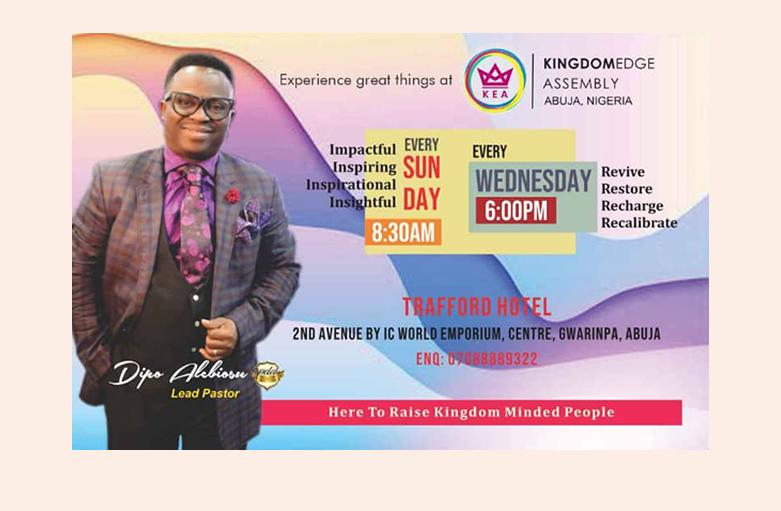 Experience great things at
KEA
KINGDOMEDGE
ASSEMBLY
ABUJA, NIGERIA
Impactful
Inspiring
Inspirational
Insightful
EVERY
SUN
DAY
8:30AM
EVERY
WEDNESDAY
6:00PM
Revive
Restore
Recharge
Recalibrate
TRAFFORD HOTEL
2ND AVENUE BY IC WORLD EMPORIUM, CENTRE, GWARINPA, ABUJA
ENQ: 07088889322
Dipo Alebiosu
Lead Pastor
Here To Raise Kingdom Minded People